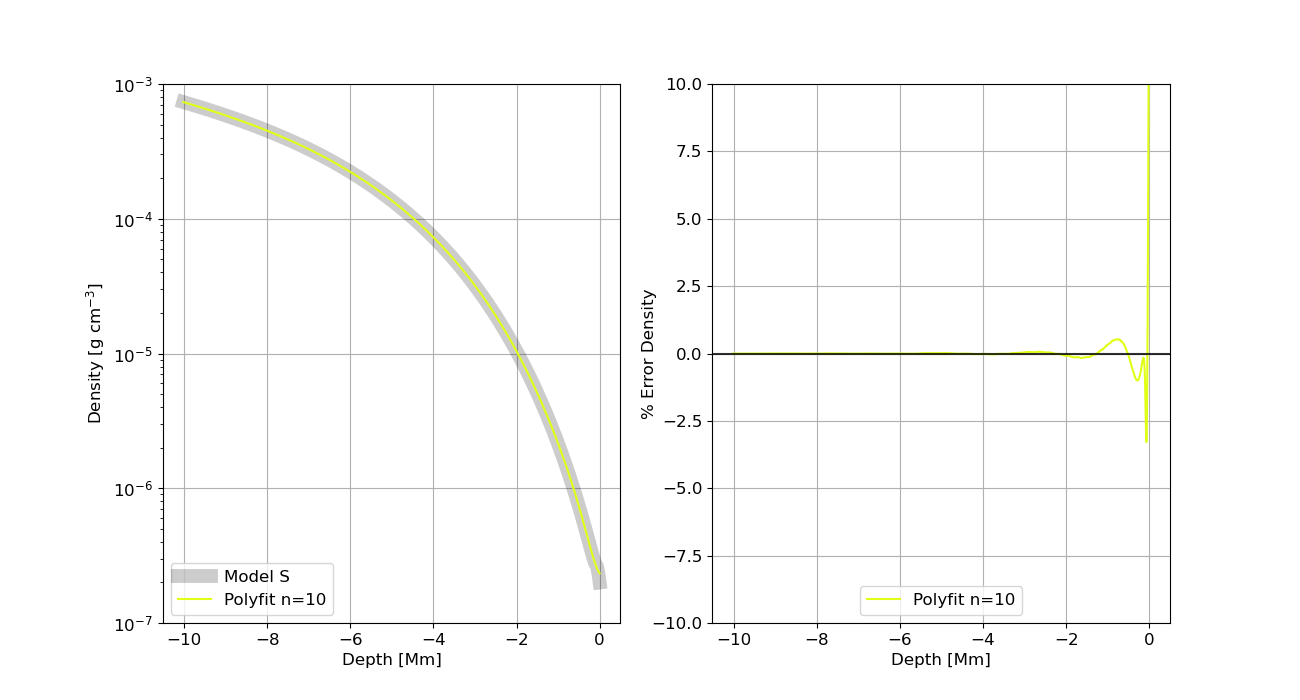 10⁻³
10⁻⁴
10⁻⁵
10⁻⁶
10⁻⁷
Density [g cm⁻³]
Model S
Polyfit n=10
−10 −8 −6 −4 −2 0
Depth [Mm]
10.0
7.5
5.0
2.5
0.0
−2.5
−5.0
−7.5
−10.0
% Error Density
Polyfit n=10
−10 −8 −6 −4 −2 0
Depth [Mm]